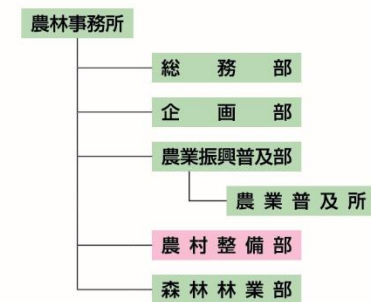 農林事務所
総務部
企画部
農業振興普及部
農業普及所
農村整備部
森林林業部